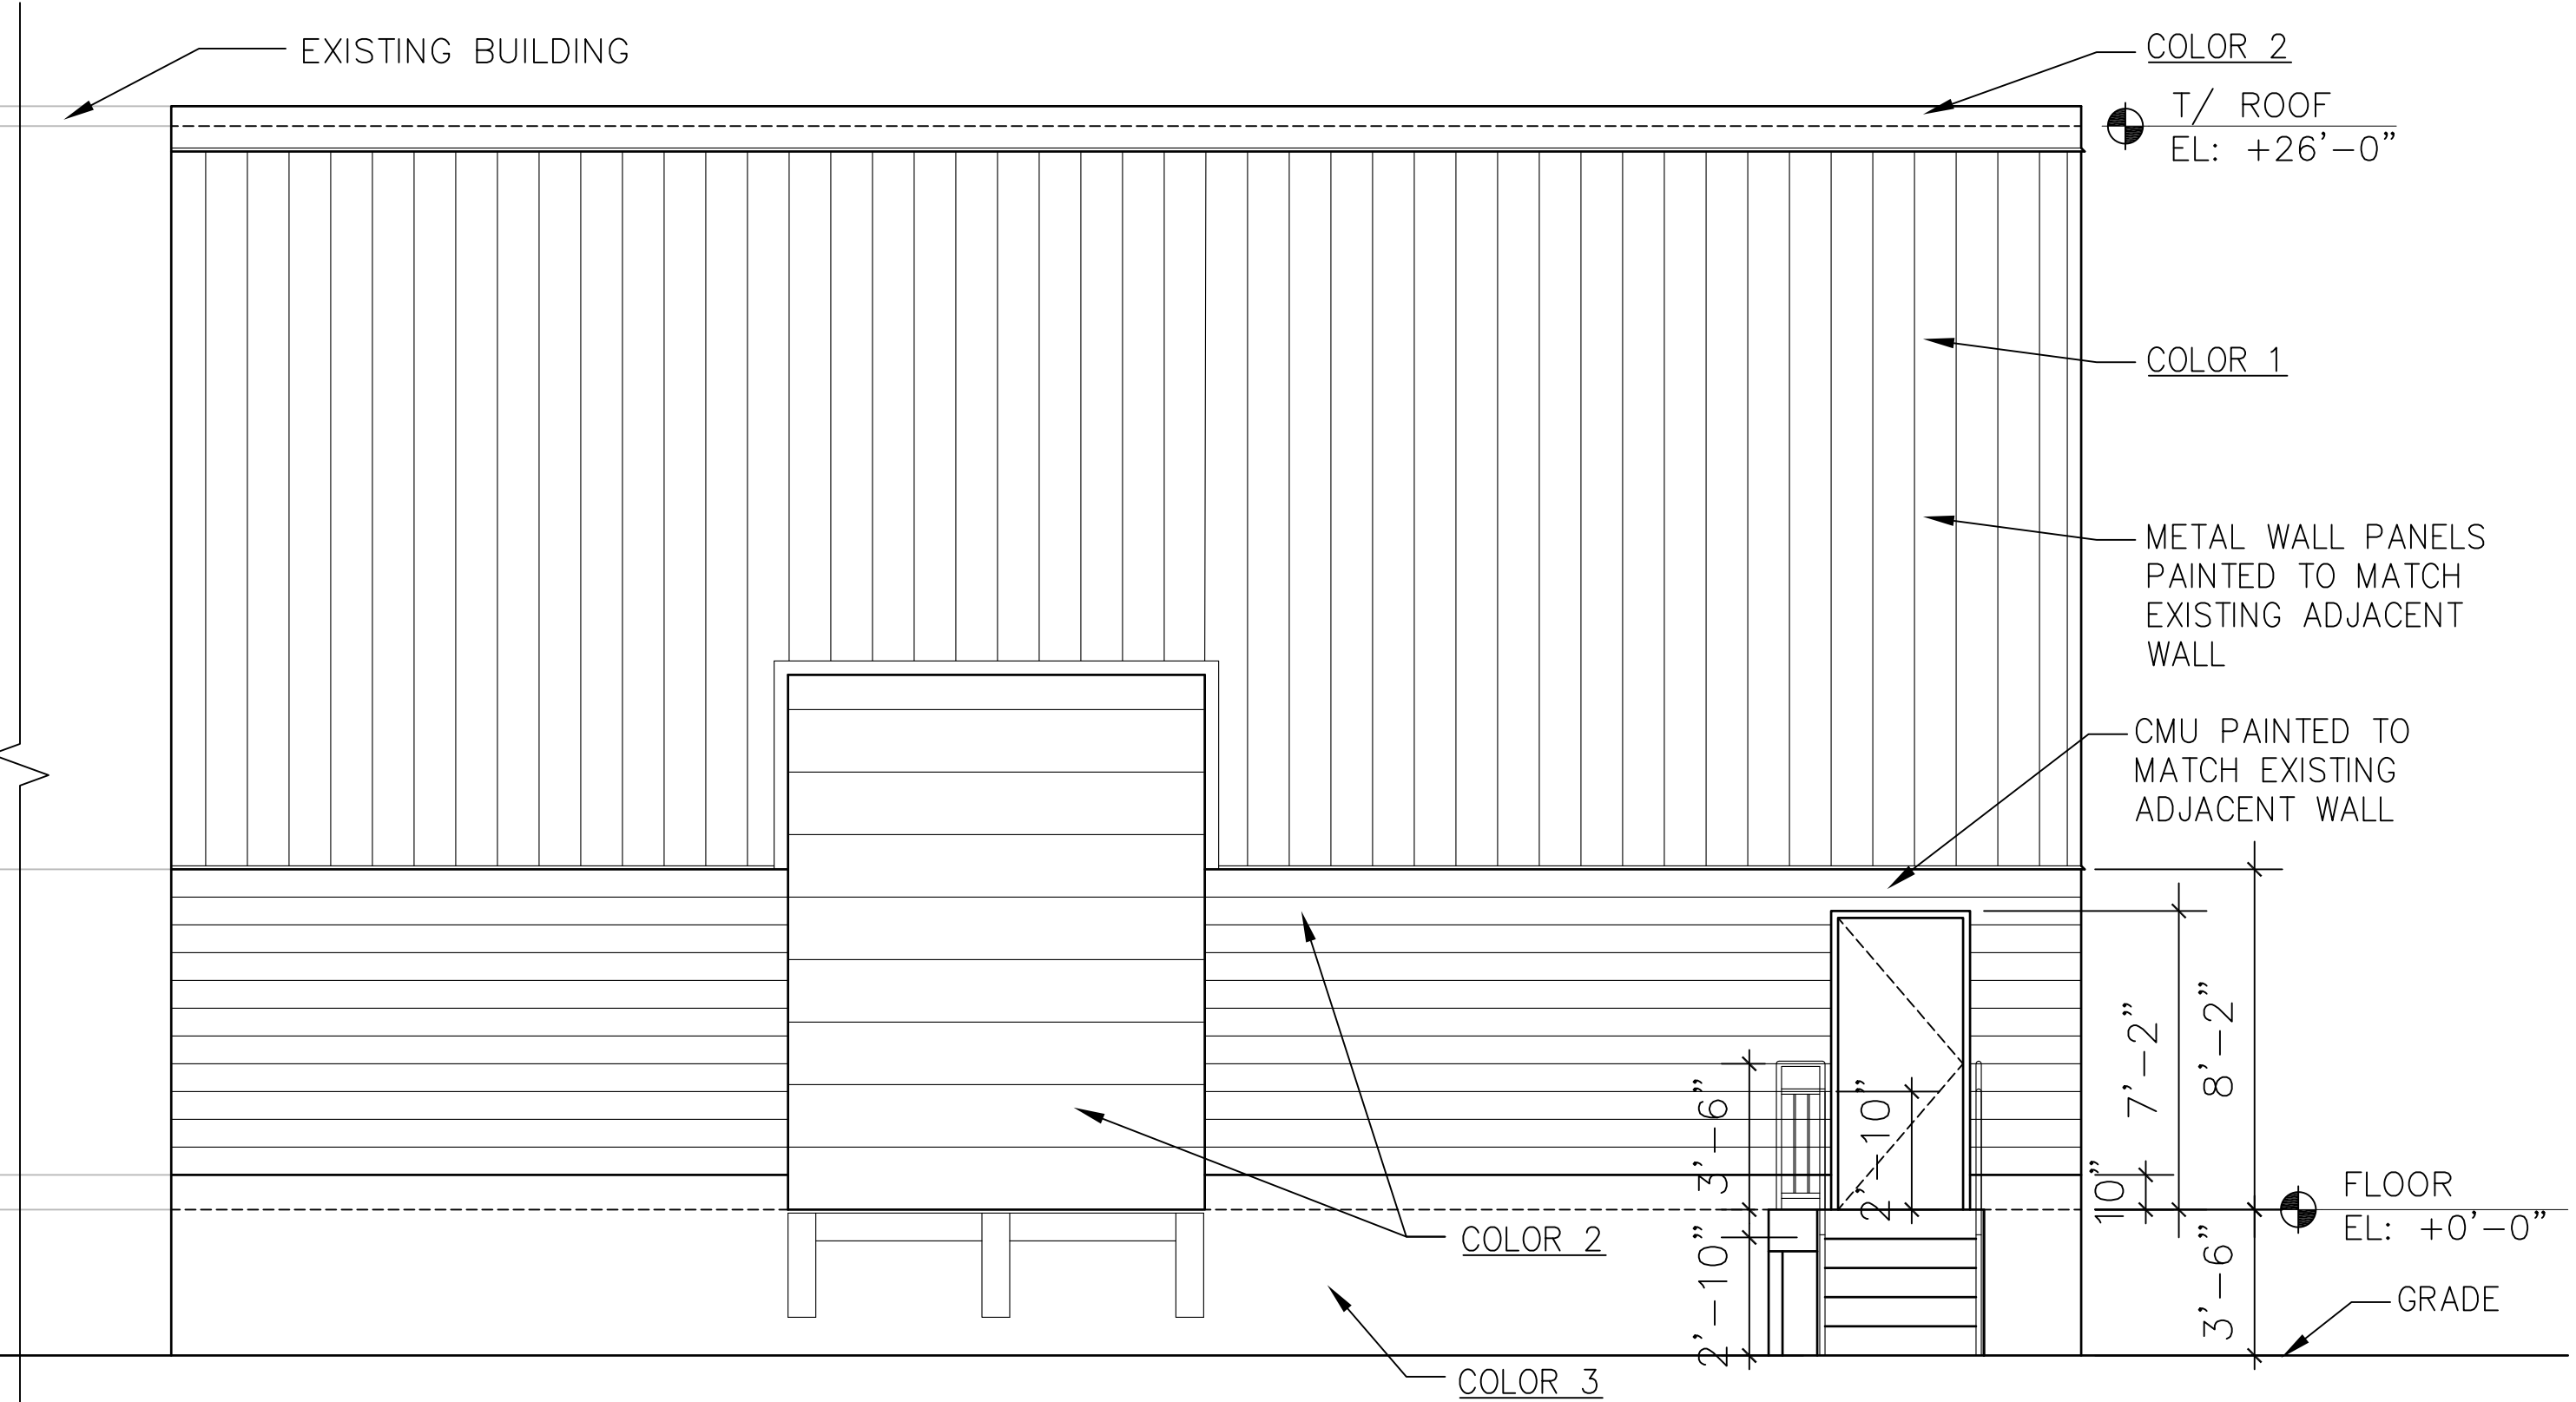 EXISTING BUILDING
COLOR 2
T/ ROOF
EL: +26'-0"
COLOR 1
METAL WALL PANELS
PAINTED TO MATCH
EXISTING ADJACENT
WALL
CMU PAINTED TO
MATCH EXISTING
ADJACENT WALL
3'-6"
2'-10"
7'-2"
8'-2"
10"
FLOOR
EL: +0'-0"
COLOR 2
2'-10"
3'-6"
GRADE
COLOR 3